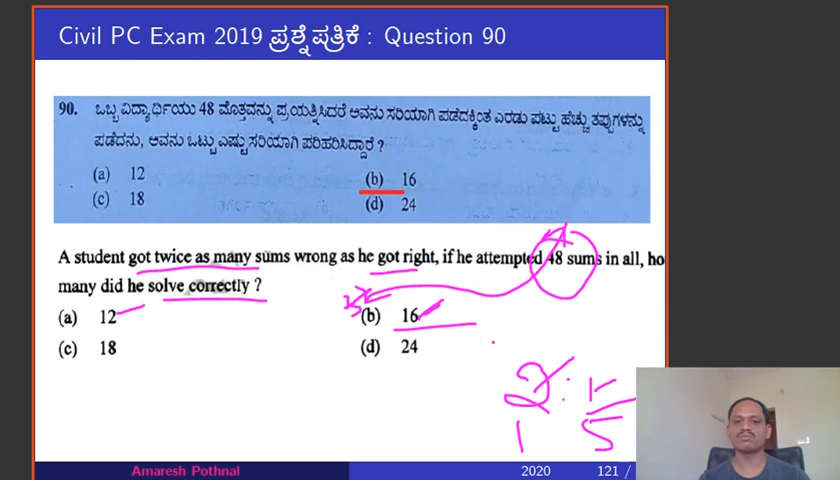 Civil PC Exam 2019 ಪ್ರಶ್ನೆ ಪತ್ರಿಕೆ : Question 90
90. ಒಬ್ಬ ವಿದ್ಯಾರ್ಥಿಯು 48 ಮೊತ್ತವನ್ನು ಪ್ರಯತ್ನಿಸಿದರೆ ಅವನು ಸರಿಯಾಗಿ ಪಡೆದಕ್ಕಿಂತ ಎರಡು ಪಟ್ಟು ಹೆಚ್ಚು ತಪ್ಪುಗಳನ್ನು
ಪಡೆದನು, ಅವನು ಒಟ್ಟು ಎಷ್ಟು ಸರಿಯಾಗಿ ಪರಿಹರಿಸಿದ್ದಾರೆ ?
(a) 12 (b) 16
(c) 18 (d) 24
A student got twice as many sums wrong as he got right, if he attempted 48 sums in all, ho
many did he solve correctly ?
(a) 12 (b) 16
(c) 18 (d) 24
Amaresh Pothnal 2020 121 /